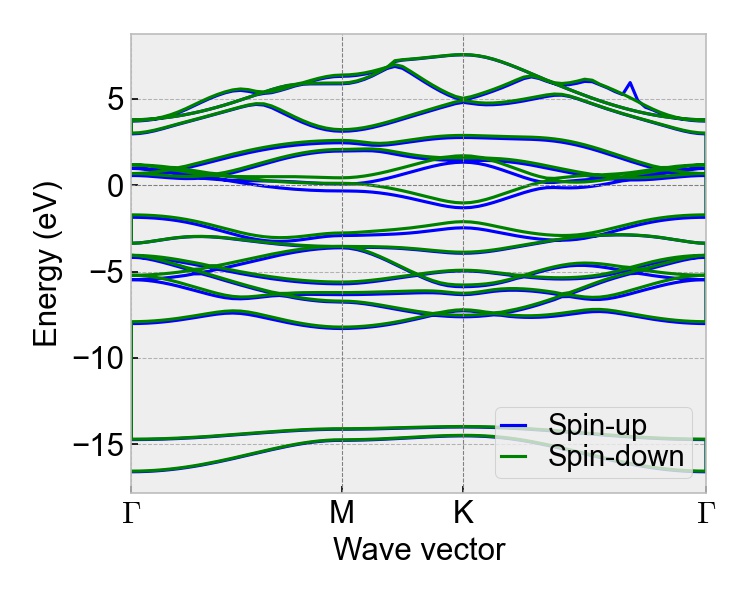 5
0
−5
−10
−15
Energy (eV)
Spin-up
Spin-down
Γ M K Γ
Wave vector